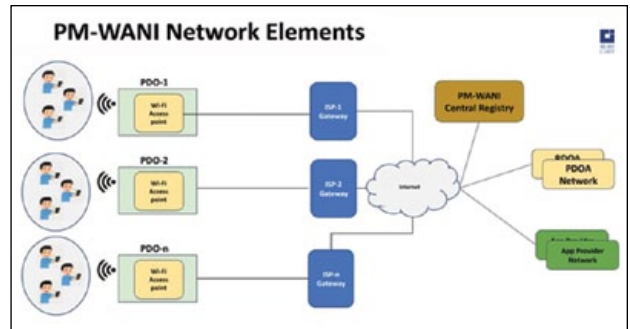 PM-WANI Network Elements
PDO-1
Wi-Fi
Access
point
ISP-1
Gateway
PM-WANI
Central Registry
PDO-2
Wi-Fi
Access
point
ISP-2
Gateway
Internet
PDOA
PDOA
Network
PDO-n
Wi-Fi
Access
point
ISP-n
Gateway
App Provider
App Provider
Network